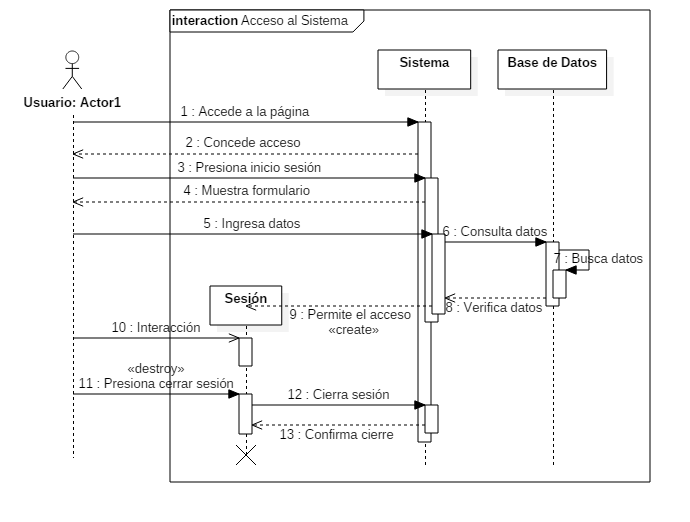 interaction Acceso al Sistema
Sistema
Base de Datos
Usuario: Actor1
1 : Accede a la página
2 : Concede acceso
3 : Presiona inicio sesión
4 : Muestra formulario
5 : Ingresa datos
6 : Consulta datos
7 : Busca datos
8 : Verifica datos
Sesión
9 : Permite el acceso
«create»
10 : Interacción
«destroy»
11 : Presiona cerrar sesión
12 : Cierra sesión
13 : Confirma cierre